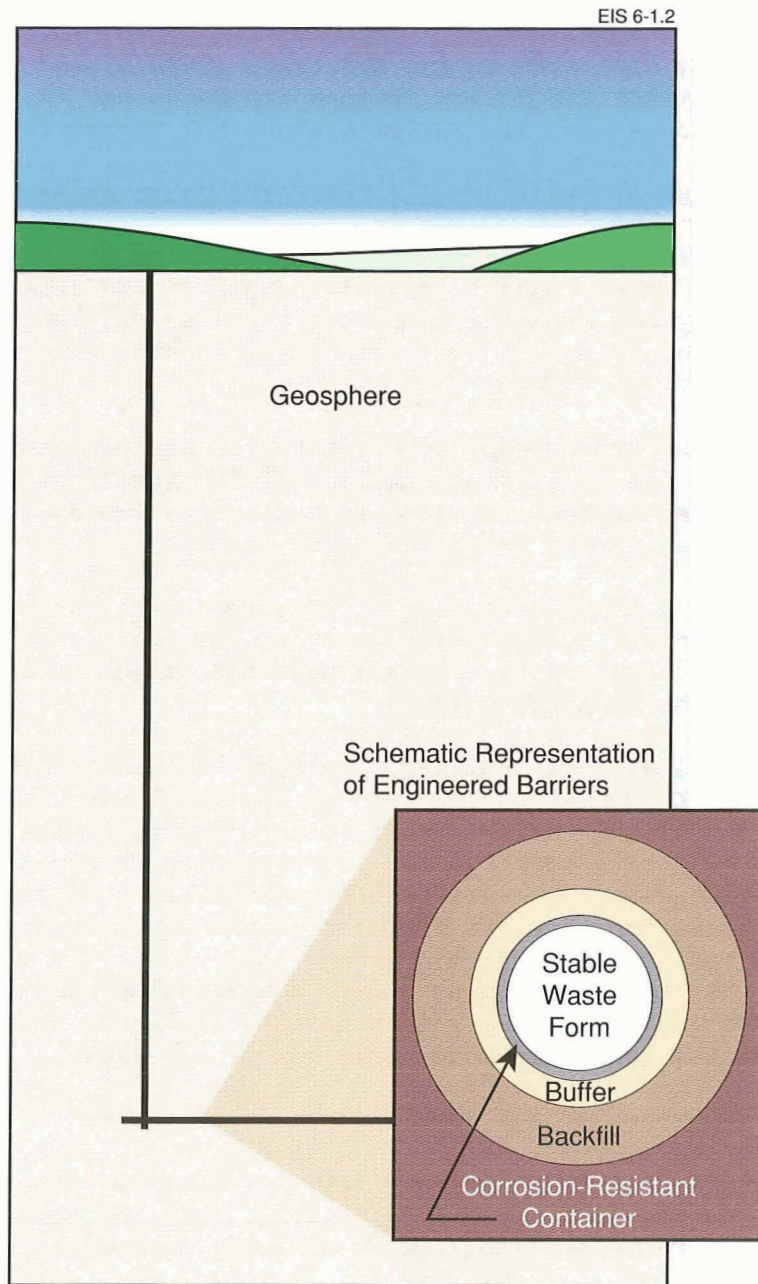 EIS 6-1.2
Geosphere
Schematic Representation
of Engineered Barriers
Stable
Waste
Form
Buffer
Backfill
Corrosion-Resistant
Container